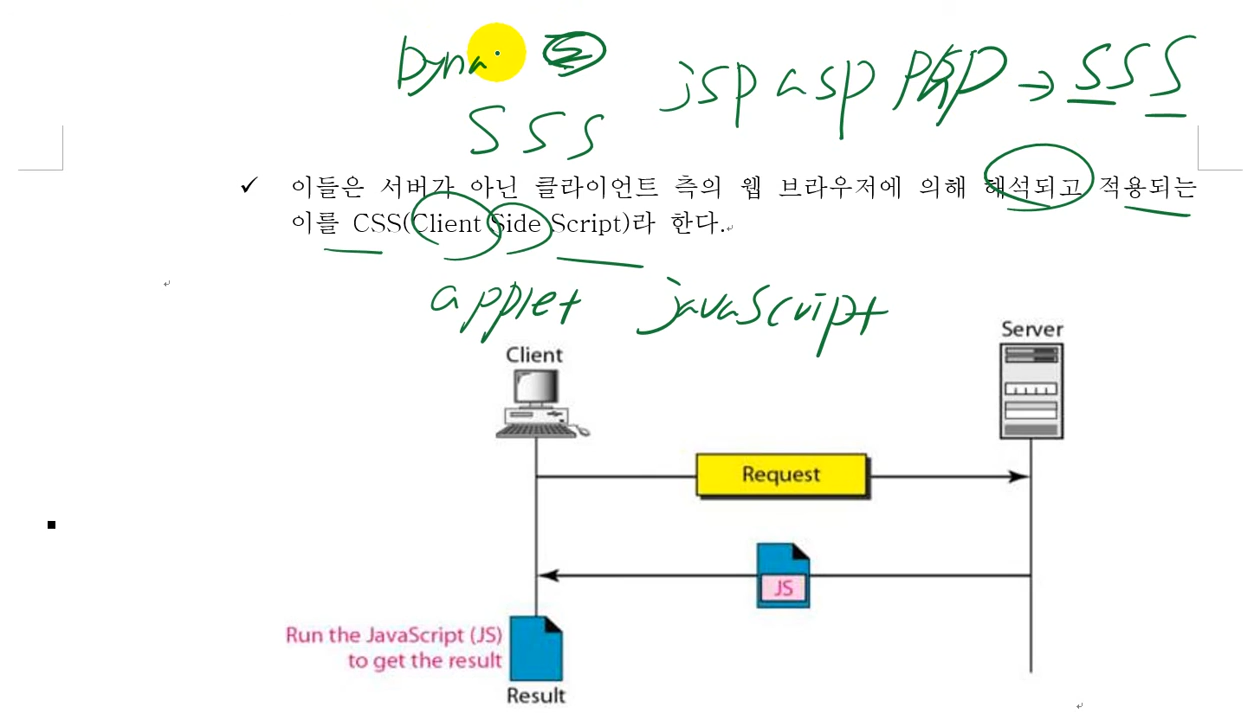 Dyna S
jsp asp PHP → SSS
SSS
✓ 이들은 서버가 아닌 클라이언트 측의 웹 브라우저에 의해 해석되고 적용되는
이를 CSS(Client Side Script)라 한다.
applet javascript
Server
Client
Request
JS
Run the JavaScript (JS)
to get the result
Result